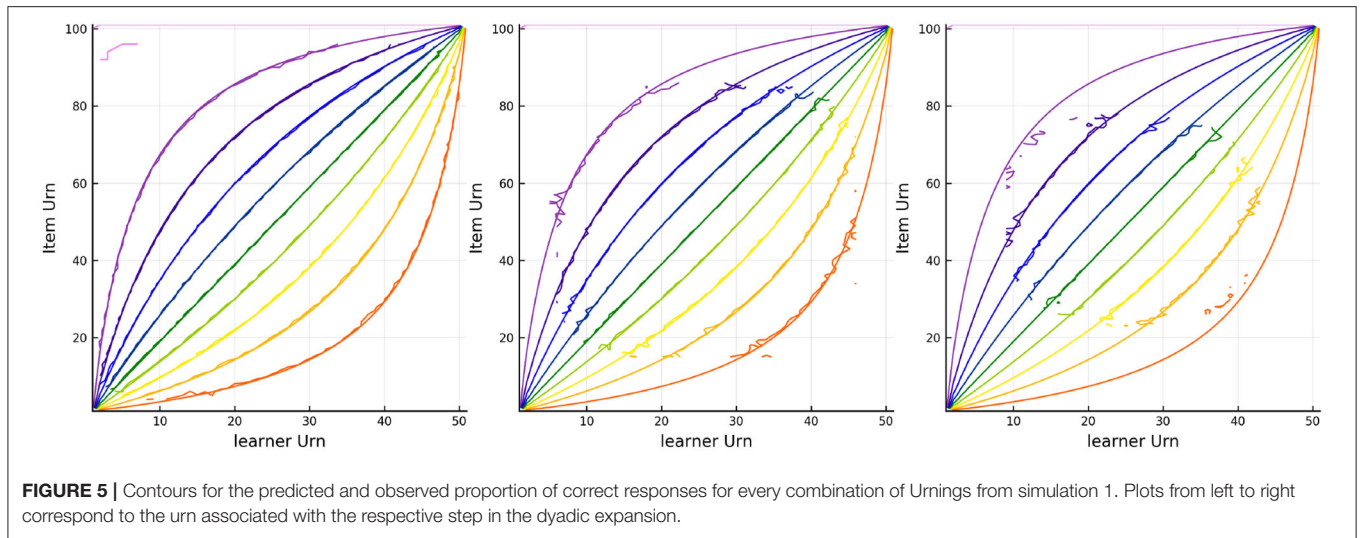 100
80
60
40
20
Item Urn
10 20 30 40 50
learner Urn
100
80
60
40
20
Item Urn
10 20 30 40 50
learner Urn
100
80
60
40
20
Item Urn
10 20 30 40 50
learner Urn
FIGURE 5 | Contours for the predicted and observed proportion of correct responses for every combination of Urnings from simulation 1. Plots from left to right
correspond to the urn associated with the respective step in the dyadic expansion.